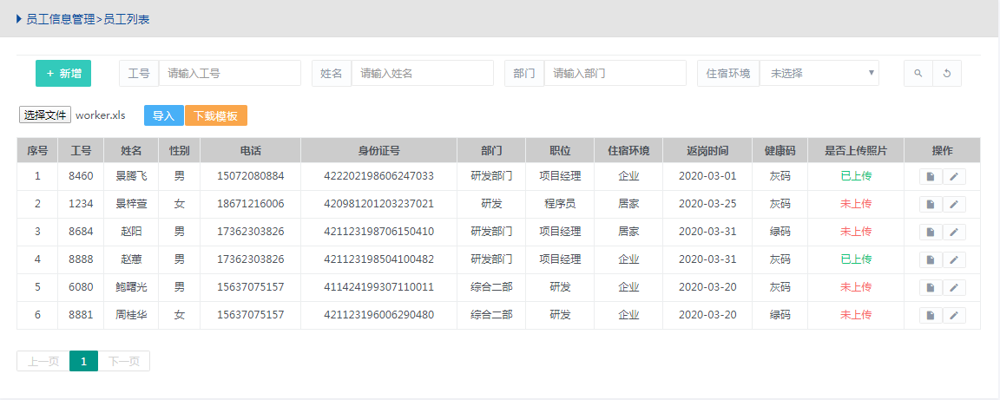 员工信息管理>员工列表
+ 新增 工号 请输入工号 姓名 请输入姓名 部门 请输入部门 住宿环境 未选择
选择文件 worker.xls 导入 下载模板
序号 工号 姓名 性别 电话 身份证号 部门 职位 住宿环境 返岗时间 健康码 是否上传照片 操作
1 8460 景腾飞 男 15072080884 422202198606247033 研发部门 项目经理 企业 2020-03-01 灰码 已上传
2 1234 景梓萱 女 18671216006 420981201203237021 研发 程序员 居家 2020-03-25 灰码 未上传
3 8684 赵阳 男 17362303826 421123198706150410 研发部门 项目经理 居家 2020-03-31 绿码 未上传
4 8888 赵蕙 男 17362303826 421123198504100482 研发部门 项目经理 企业 2020-03-31 灰码 已上传
5 6080 鲍曙光 男 15637075157 411424199307110011 综合二部 研发 企业 2020-03-20 灰码 未上传
6 8881 周桂华 女 15637075157 421123196006290480 综合二部 研发 企业 2020-03-20 绿码 未上传
上一页 1 下一页